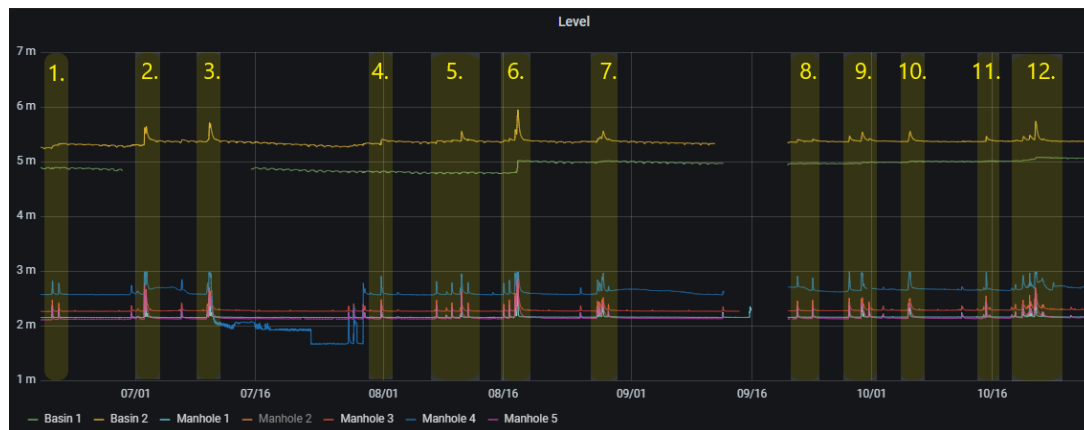 Level
7 m
1. 2. 3. 4. 5. 6. 7. 8. 9. 10. 11. 12.
6 m
5 m
4 m
3 m
2 m
1 m
07/01 07/16 08/01 08/16 09/01 09/16 10/01 10/16
Basin 1 Basin 2 Manhole 1 Manhole 2 Manhole 3 Manhole 4 Manhole 5